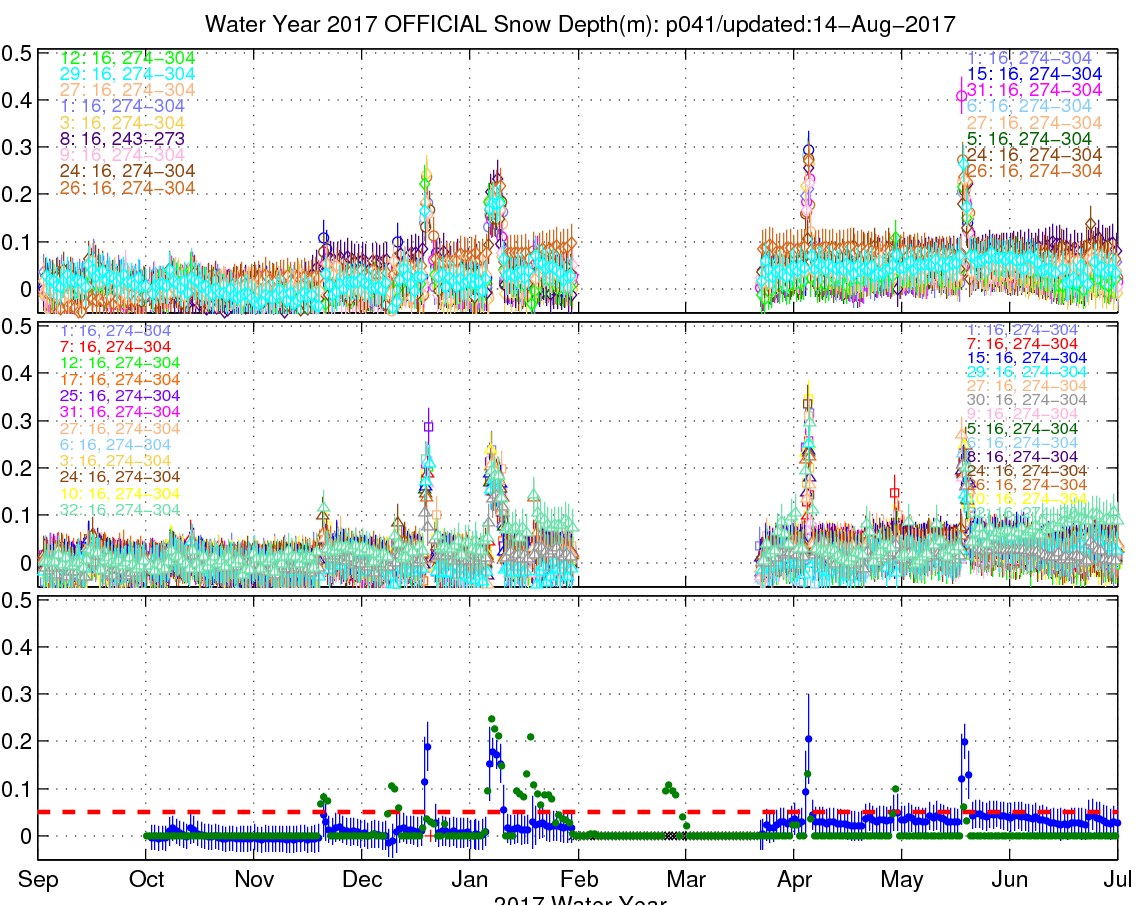 Water Year 2017 OFFICIAL Snow Depth(m): p041/updated:14−Aug−2017
0.5
0.4
0.3
0.2
0.1
0
12: 16, 274−304
29: 16, 274−304
27: 16, 274−304
1: 16, 274−304
3: 16, 274−304
8: 16, 243−273
9: 16, 274−304
24: 16, 274−304
26: 16, 274−304
1: 16, 274−304
15: 16, 274−304
31: 16, 274−304
6: 16, 274−304
27: 16, 274−304
5: 16, 274−304
24: 16, 274−304
26: 16, 274−304
0.5
0.4
0.3
0.2
0.1
0
1: 16, 274−304
7: 16, 274−304
12: 16, 274−304
17: 16, 274−304
25: 16, 274−304
31: 16, 274−304
27: 16, 274−304
6: 16, 274−304
3: 16, 274−304
24: 16, 274−304
10: 16, 274−304
32: 16, 274−304
1: 16, 274−304
7: 16, 274−304
15: 16, 274−304
29: 16, 274−304
27: 16, 274−304
30: 16, 274−304
9: 16, 274−304
5: 16, 274−304
6: 16, 274−304
8: 16, 274−304
24: 16, 274−304
26: 16, 274−304
16, 274−304
16, 274−304
0.5
0.4
0.3
0.2
0.1
0
Sep Oct Nov Dec Jan Feb Mar Apr May Jun Jul
2017 Water Year